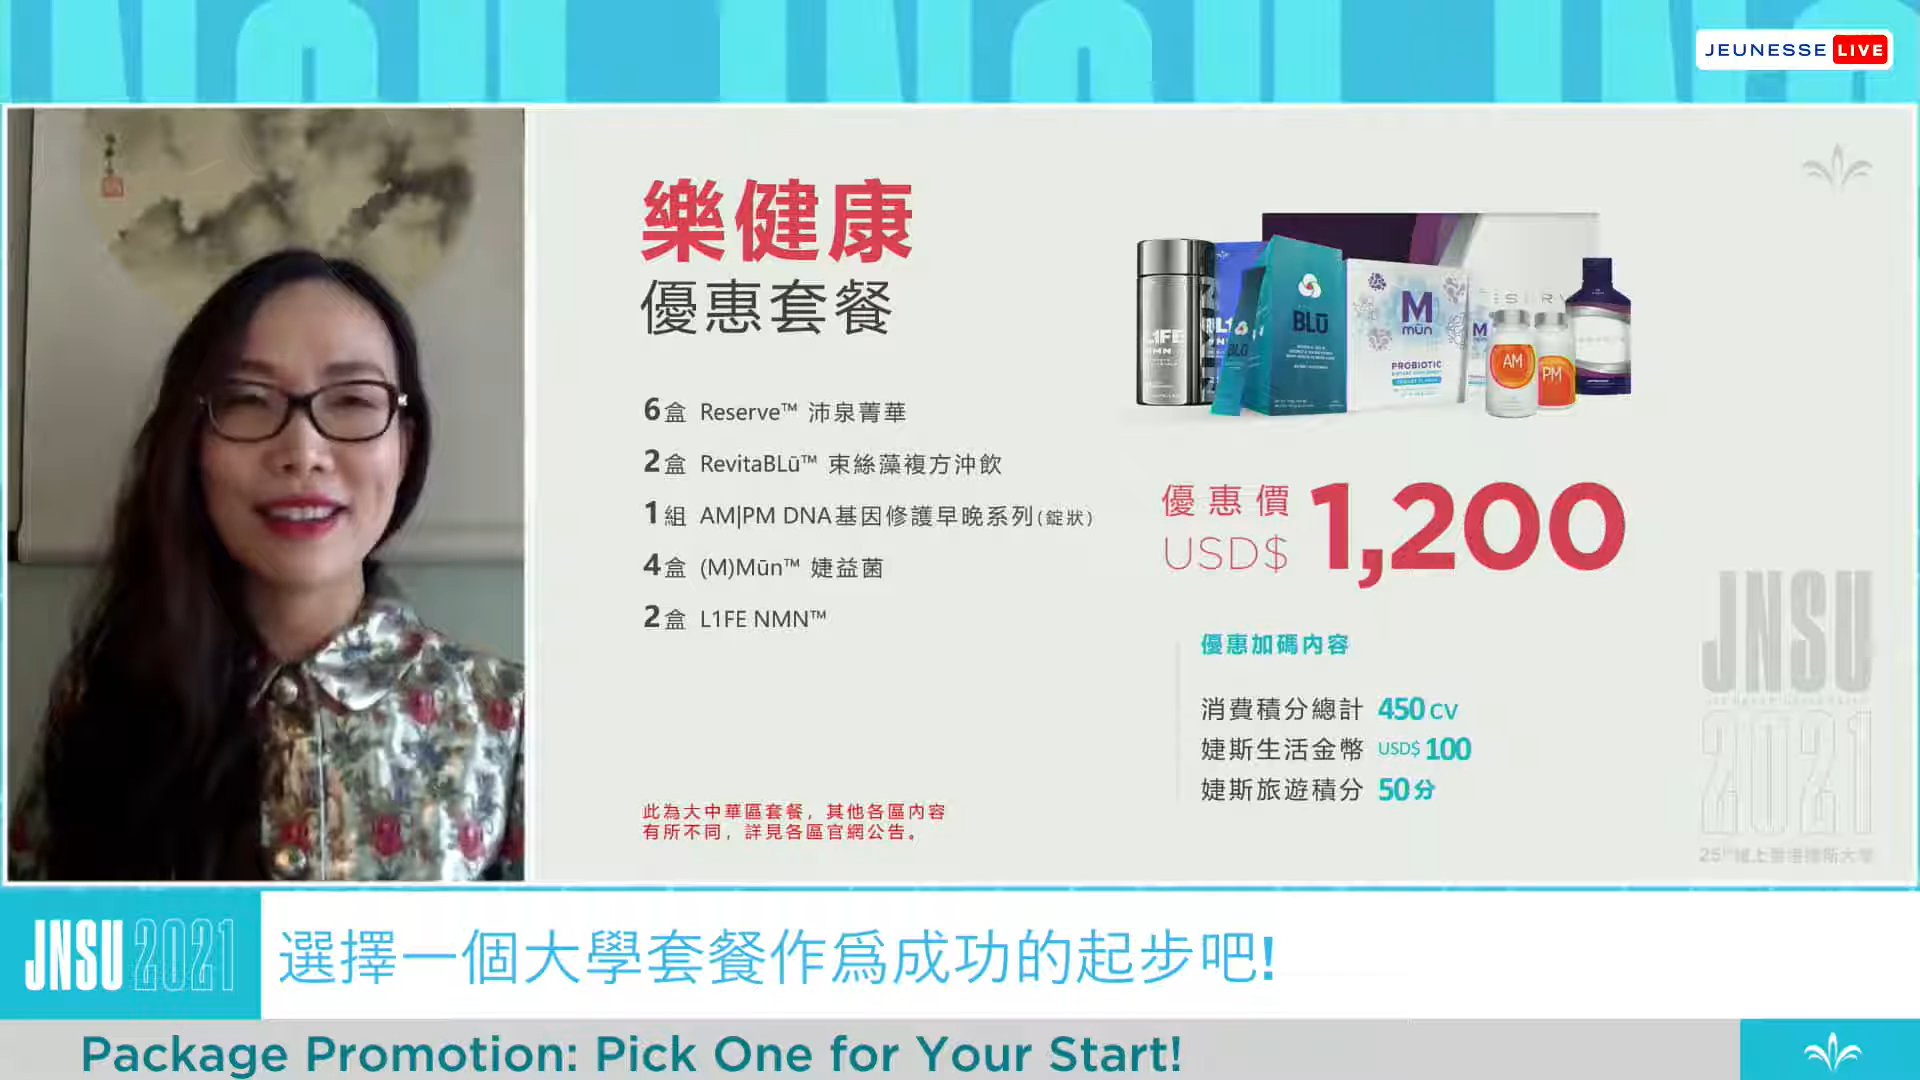 JEUNESSE LIVE
樂健康
優惠套餐
6盒 Reserve™ 沛泉菁華
2盒 RevitaBLū™ 束絲藻複方沖飲
1組 AM|PM DNA基因修護早晚系列(錠狀)
4盒 (M)Mūn™ 婕益菌
2盒 L1FE NMN™
此為大中華區套餐，其他各區內容
有所不同，詳見各區官網公告。
L1FE
BLŪ
M
mūn
PROBIOTIC
M
AM
PM
優惠價
USD$ 1,200
優惠加碼內容
消費積分總計 450 CV
婕斯生活金幣 USD$ 100
婕斯旅遊積分 50分
JNSU
2021
JNSU 2021
選擇一個大學套餐作爲成功的起步吧!
Package Promotion: Pick One for Your Start!